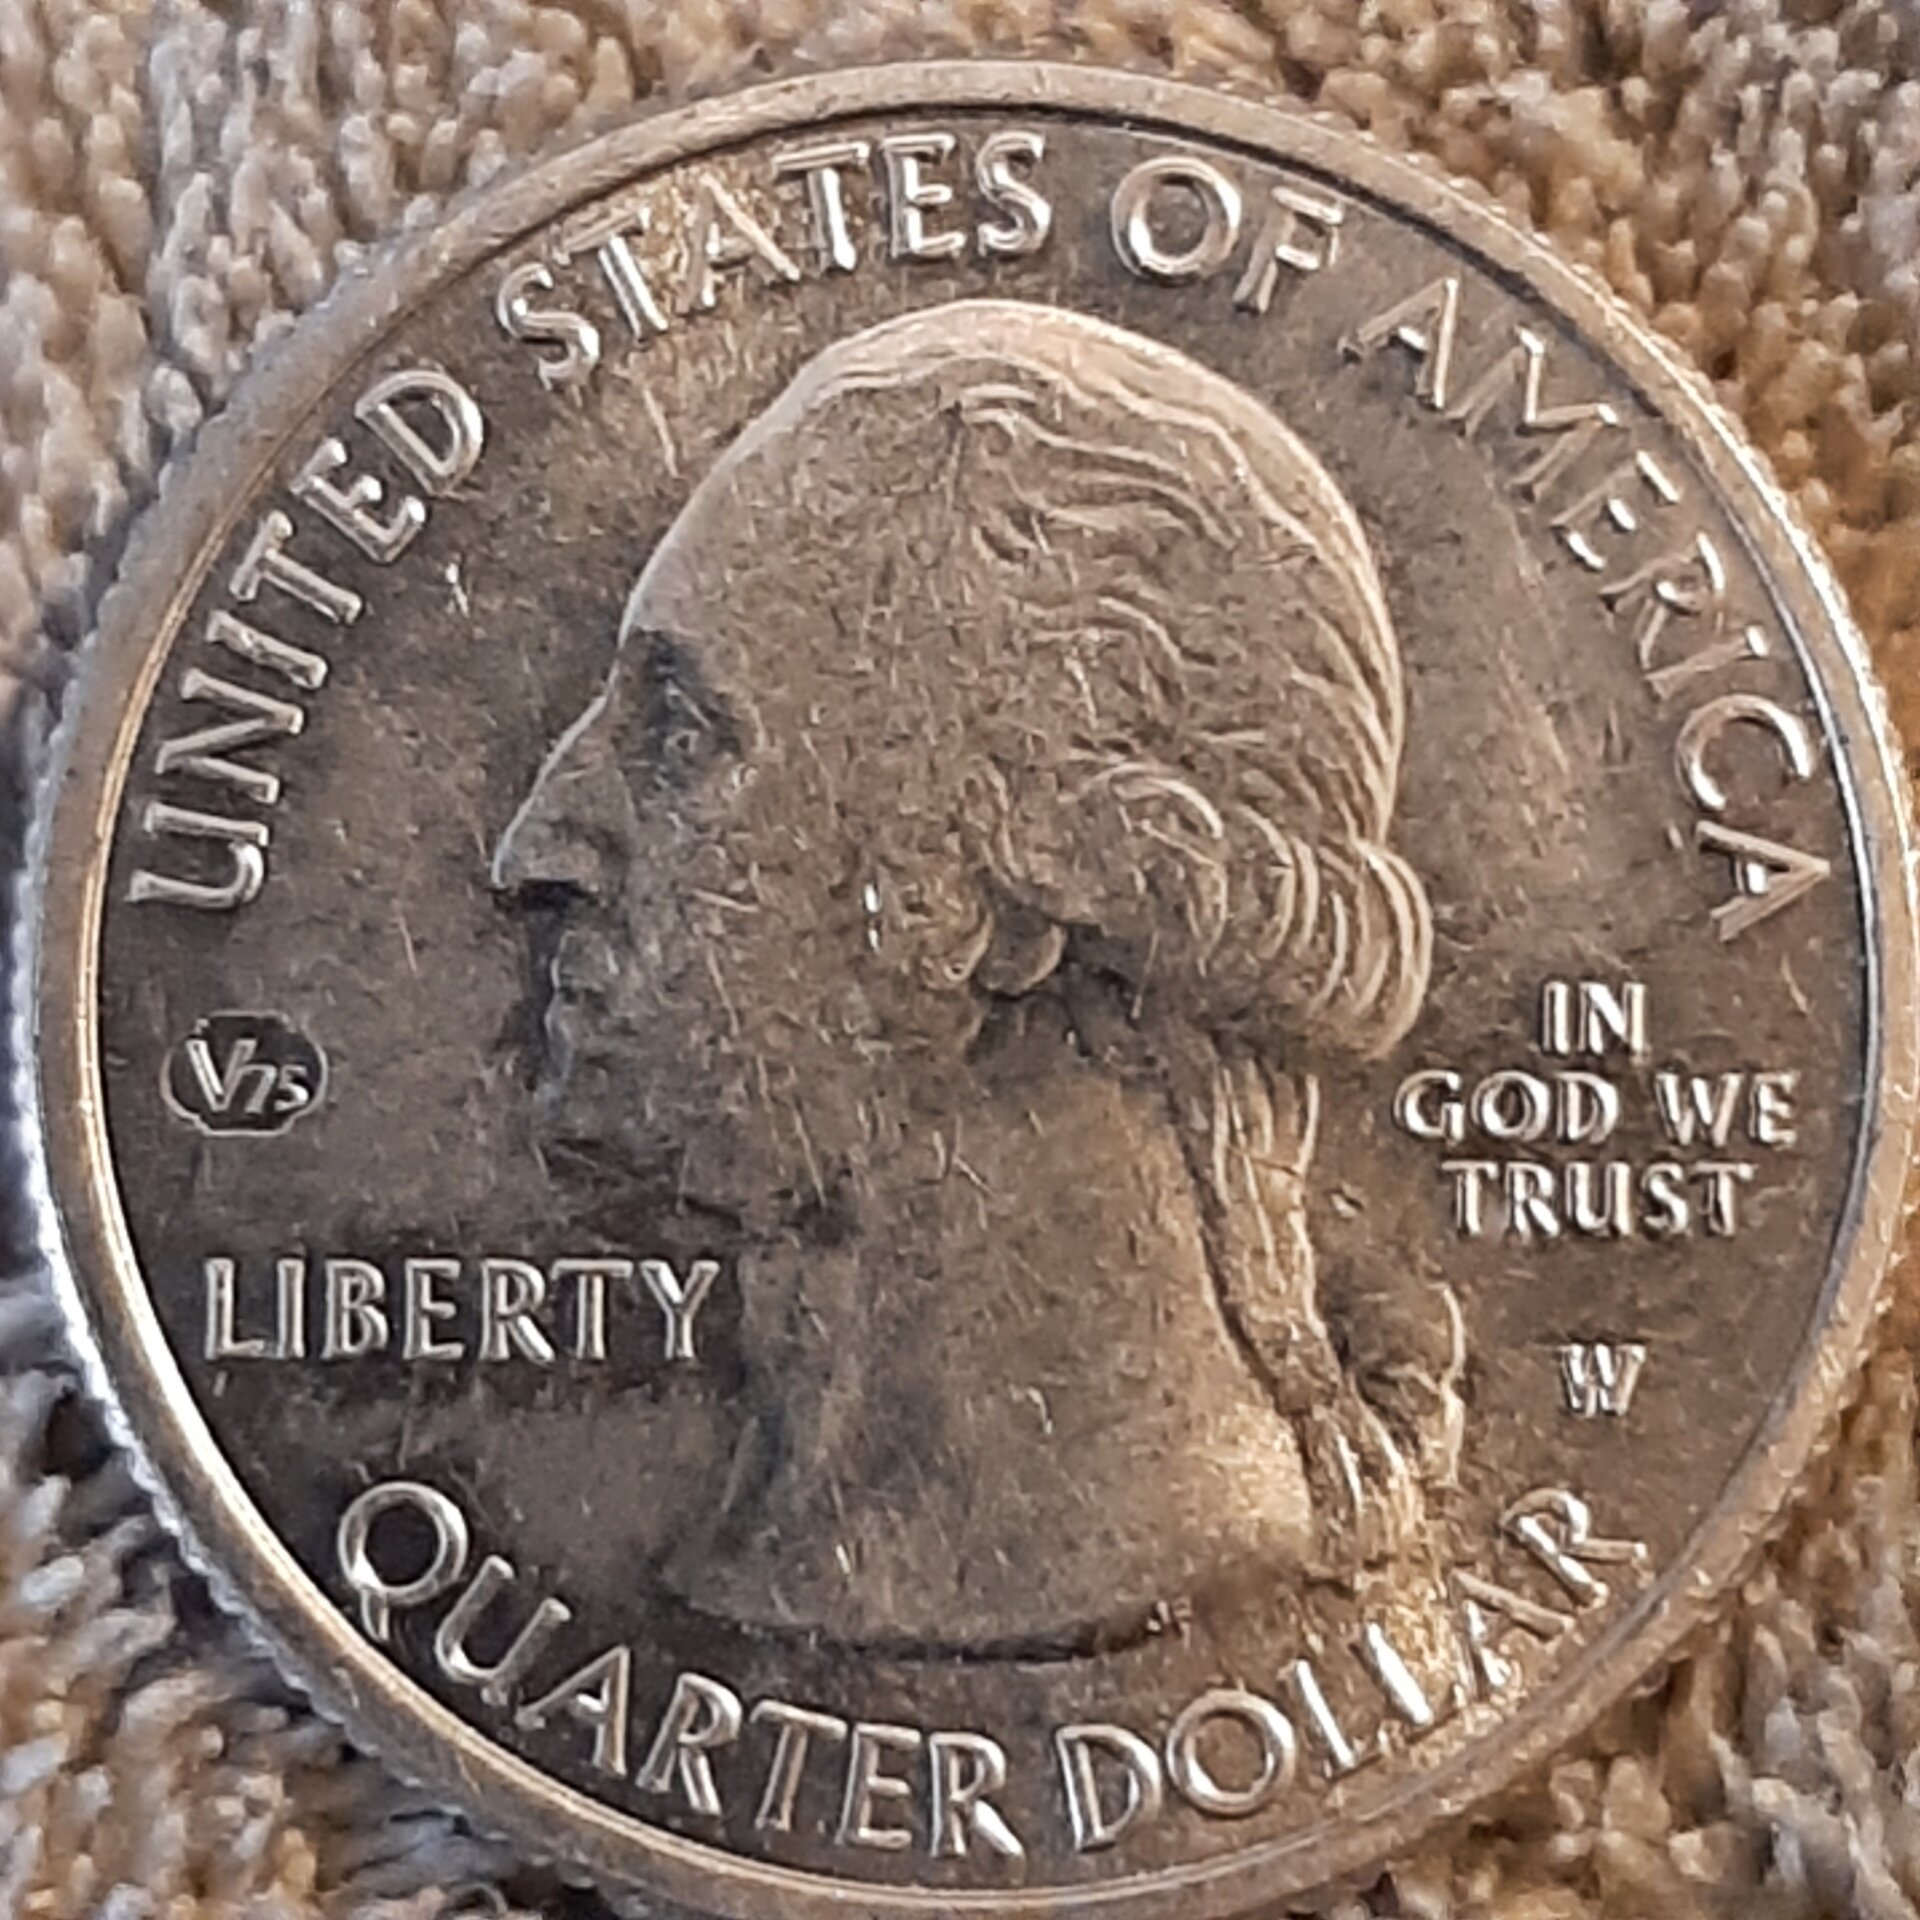 UNITED STATES OF AMERICA
V75
LIBERTY
IN
GOD WE
TRUST
W
QUARTER DOLLAR